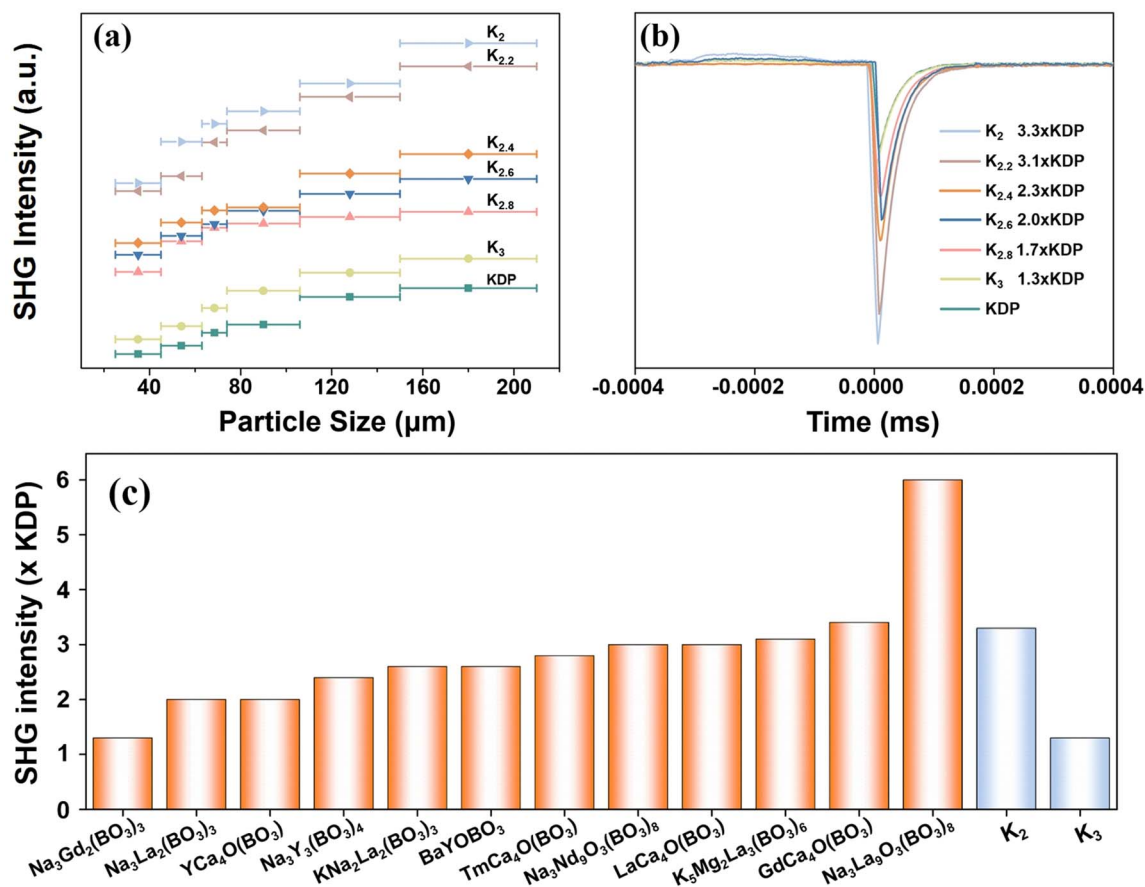 (a)
SHG Intensity (a.u.)
K₂
K₂.₂
K₂.₄
K₂.₆
K₂.₈
K₃
KDP
40 80 120 160 200
Particle Size (μm)
(b)
K₂ 3.3xKDP
K₂.₂ 3.1xKDP
K₂.₄ 2.3xKDP
K₂.₆ 2.0xKDP
K₂.₈ 1.7xKDP
K₃ 1.3xKDP
KDP
-0.0004 -0.0002 0.0000 0.0002 0.0004
Time (ms)
(c)
SHG intensity (x KDP)
6
5
4
3
2
1
0
Na₃Gd₂(BO₃)₃
Na₃La₂(BO₃)₃
YCa₄O(BO₃)
Na₃Y₃(BO₃)₄
KNa₂La₂(BO₃)₃
BaYOBO₃
TmCa₄O(BO₃)
Na₃Nd₉O₃(BO₃)₈
LaCa₄O(BO₃)
K₅Mg₂La₃(BO₃)₆
GdCa₄O(BO₃)
Na₃La₉O₃(BO₃)₈
K₂
K₃